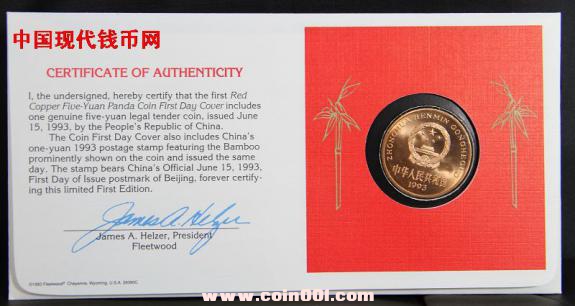 中国现代钱币网
CERTIFICATE OF AUTHENTICITY
I, the undersigned, hereby certify that the first Red
Copper Five-Yuan Panda Coin First Day Cover includes
one genuine five-yuan legal tender coin, issued June
15, 1993, by the People's Republic of China.
The Coin First Day Cover also includes China's
one-yuan 1993 postage stamp featuring the Bamboo
prominently shown on the coin and issued the same
day. The stamp bears China's Official June 15, 1993,
First Day of Issue postmark of Beijing, forever certify-
ing this limited First Edition.
James A. Helzer
James A. Helzer, President
Fleetwood
©1993 Fleetwood® Cheyenne, Wyoming, U.S.A.
ZHONGHUA RENMIN GONGHEGUO
中华人民共和国
1993
www.coin001.com